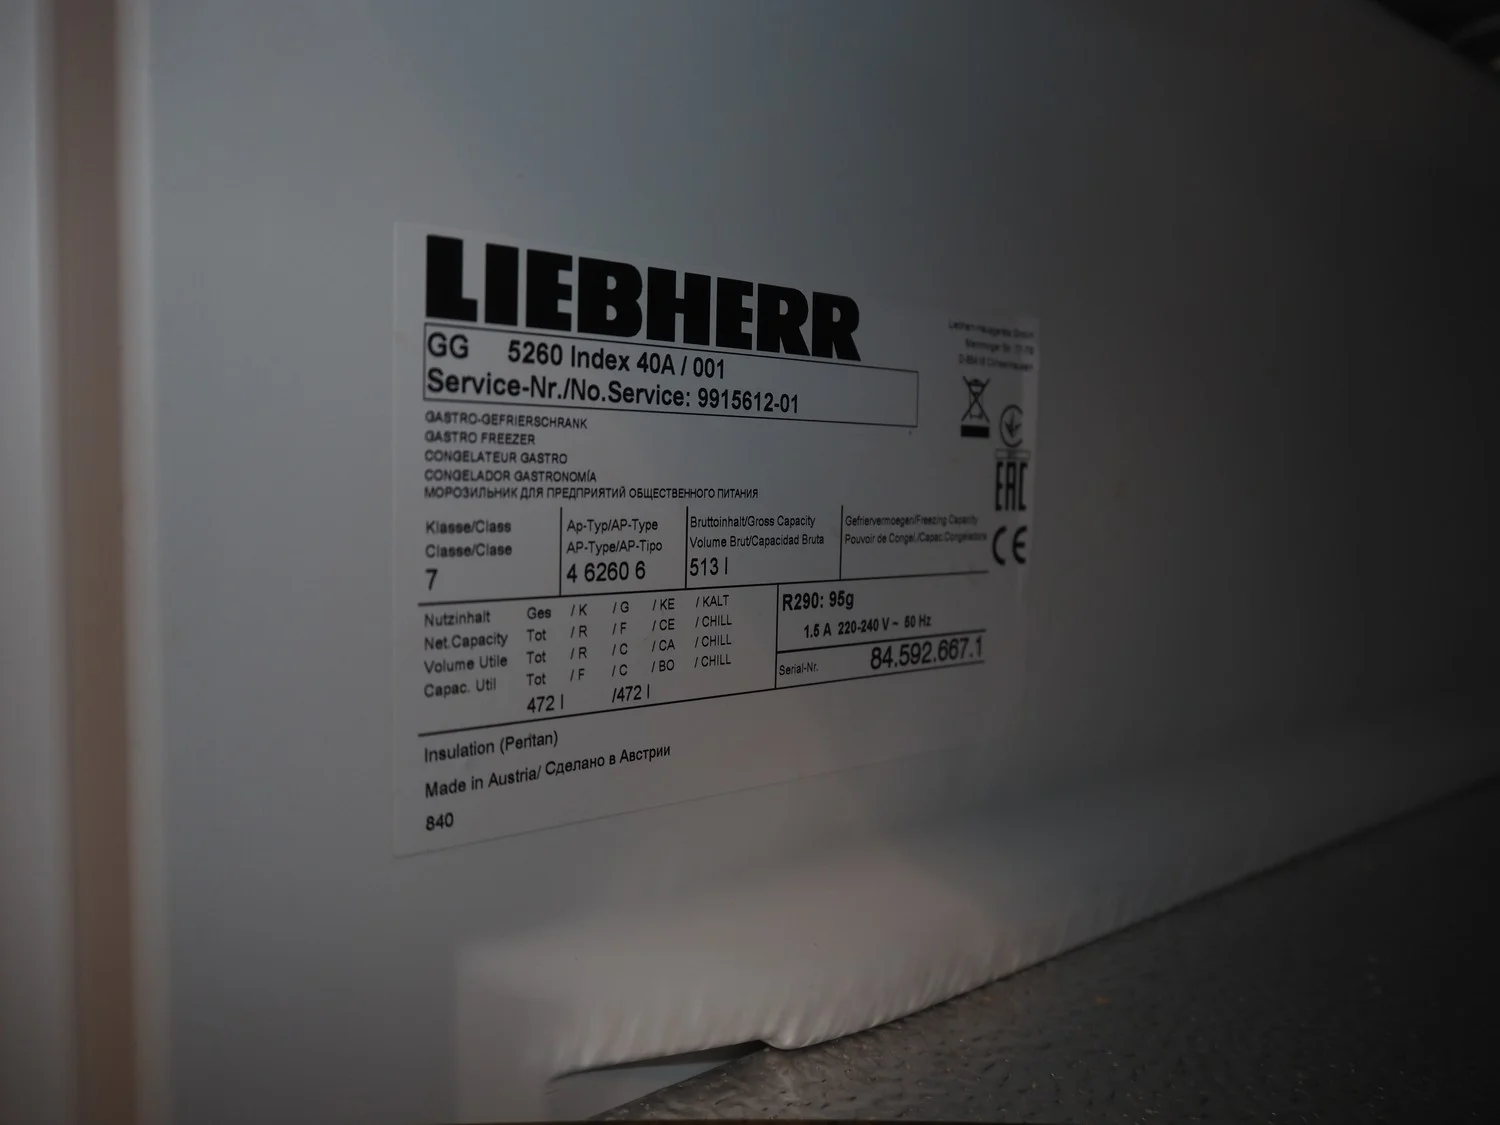 LIEBHERR
GG 5260 Index 40A / 001
Service-Nr./No.Service: 9915612-01
GASTRO-GEFRIERSCHRANK
GASTRO FREEZER
CONGELATEUR GASTRO
CONGELADOR GASTRONOMÍA
МОРОЗИЛЬНИК ДЛЯ ПРЕДПРИЯТИЙ ОБЩЕСТВЕННОГО ПИТАНИЯ
Klasse/Class
Classe/Clase
7
Ap-Typ/AP-Type
AP-Type/AP-Tipo
4 6260 6
Bruttoinhalt/Gross Capacity
Volume Brut/Capacidad Bruta
513 l
Gefriervermoegen/Freezing Capacity
Pouvoir de Congel./Capac.Congeladora
EAC
CE
Nutzinhalt Ges / K / G / KE / KALT
Net.Capacity Tot / R / F / CE / CHILL
Volume Utile Tot / R / C / CA / CHILL
Capac. Util Tot / F / C / BO / CHILL
472 l /472 l
R290: 95g
1.5 A 220-240 V ~ 50 Hz
Serial-Nr. 84.592.667.1
Insulation (Pentan)
Made in Austria/ Сделано в Австрии
840